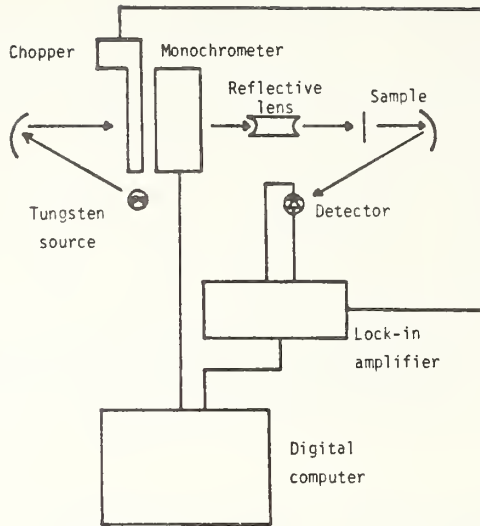 Chopper
Monochrometer
Reflective
lens
Sample
Tungsten
source
Detector
Lock-in
amplifier
Digital
computer